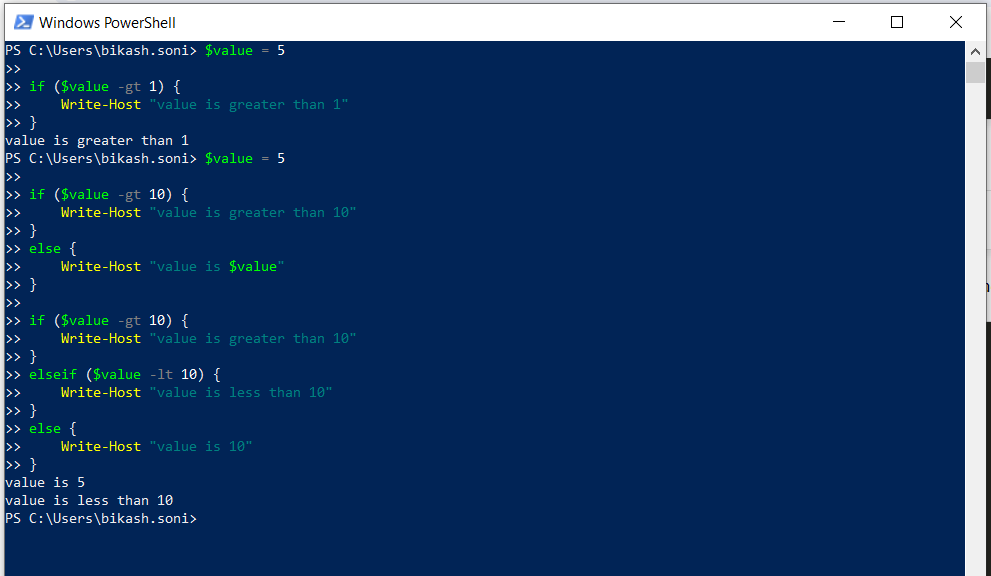 Windows PowerShell
PS C:\Users\bikash.soni> $value = 5
>>
>> if ($value -gt 1) {
>>     Write-Host "value is greater than 1"
>> }
value is greater than 1
PS C:\Users\bikash.soni> $value = 5
>>
>> if ($value -gt 10) {
>>     Write-Host "value is greater than 10"
>> }
>> else {
>>     Write-Host "value is $value"
>> }
>>
>> if ($value -gt 10) {
>>     Write-Host "value is greater than 10"
>> }
>> elseif ($value -lt 10) {
>>     Write-Host "value is less than 10"
>> }
>> else {
>>     Write-Host "value is 10"
>> }
value is 5
value is less than 10
PS C:\Users\bikash.soni>